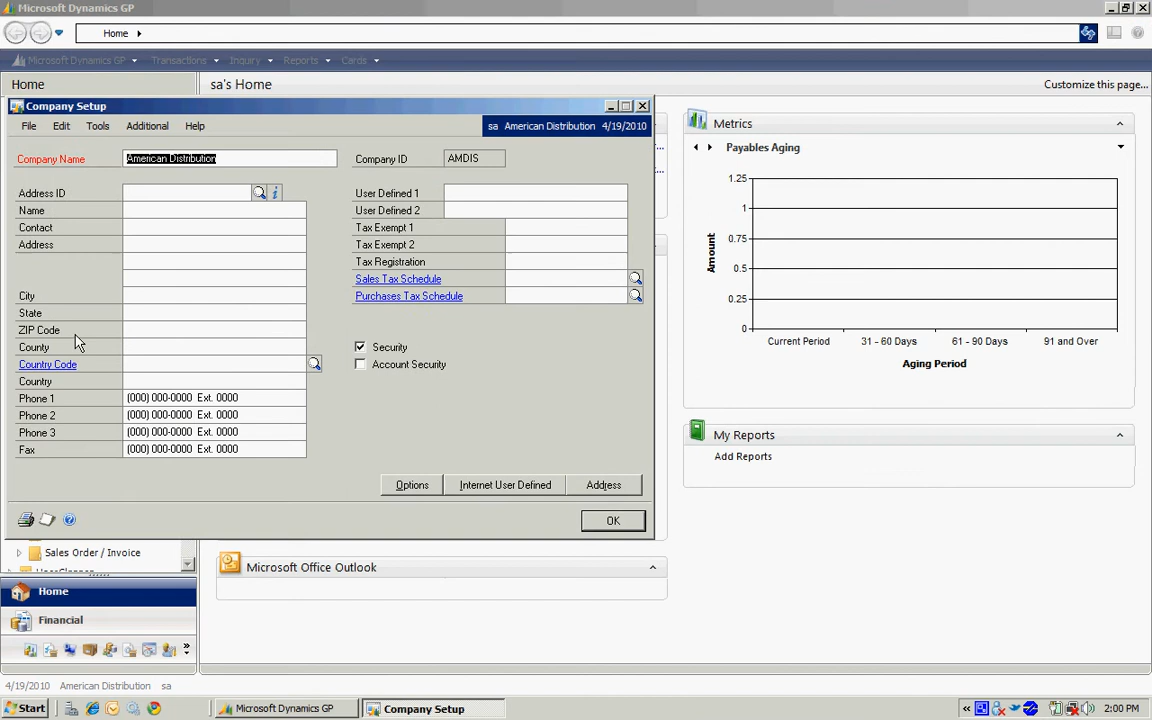 Microsoft Dynamics GP
Home
Microsoft Dynamics GP Transactions Inquiry Reports Cards
Home
sa's Home
Customize this page...
Company Setup
File Edit Tools Additional Help
sa American Distribution 4/19/2010
Company Name American Distribution
Company ID AMDIS
Address ID
Name
Contact
Address
City
State
ZIP Code
County
Country Code
Country
Phone 1 (000) 000-0000 Ext. 0000
Phone 2 (000) 000-0000 Ext. 0000
Phone 3 (000) 000-0000 Ext. 0000
Fax (000) 000-0000 Ext. 0000
User Defined 1
User Defined 2
Tax Exempt 1
Tax Exempt 2
Tax Registration
Sales Tax Schedule
Purchases Tax Schedule
Security
Account Security
Options Internet User Defined Address
OK
Metrics
Payables Aging
1.25
1
0.75
0.5
0.25
0
Amount
Current Period 31 - 60 Days 61 - 90 Days 91 and Over
Aging Period
My Reports
Add Reports
Sales Order / Invoice
Home
Financial
Microsoft Office Outlook
4/19/2010 American Distribution sa
Start Microsoft Dynamics GP Company Setup 2:00 PM